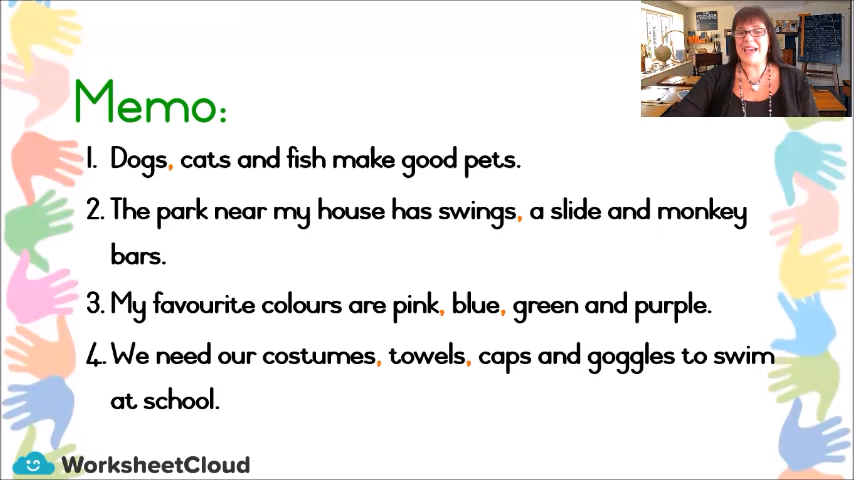 Memo:
1. Dogs, cats and fish make good pets.
2. The park near my house has swings, a slide and monkey
bars.
3. My favourite colours are pink, blue, green and purple.
4. We need our costumes, towels, caps and goggles to swim
at school.
WorksheetCloud